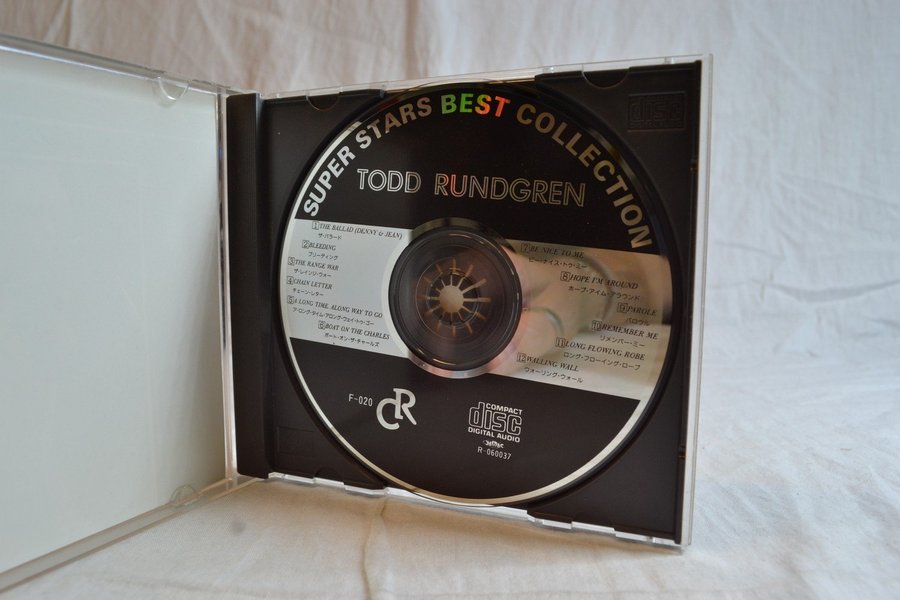 SUPER STARS BEST COLLECTION
TODD RUNDGREN
1 THE BALLAD (DENNY & JEAN)
ザ・バラード
2 BLEEDING
ブリーディング
3 THE RANGE WAR
ザ・レインジ・ウォー
4 CHAIN LETTER
チェーン・レター
5 A LONG TIME, ALONG WAY TO GO
ア・ロング・タイム・アロング・ウェイ・トゥ・ゴー
6 BOAT ON THE CHARLES
ボート・オン・ザ・チャールズ
7 BE NICE TO ME
ビー・ナイス・トゥ・ミー
8 HOPE I'M AROUND
ホープ・アイム・アラウンド
9 PAROLE
パロウル
10 REMEMBER ME
リメンバー・ミー
11 LONG FLOWING ROBE
ロング・フローイング・ローブ
12 WALLING WALL
ウォーリング・ウォール
F-020
CR
COMPACT
disc
DIGITAL AUDIO
R-060037
disc